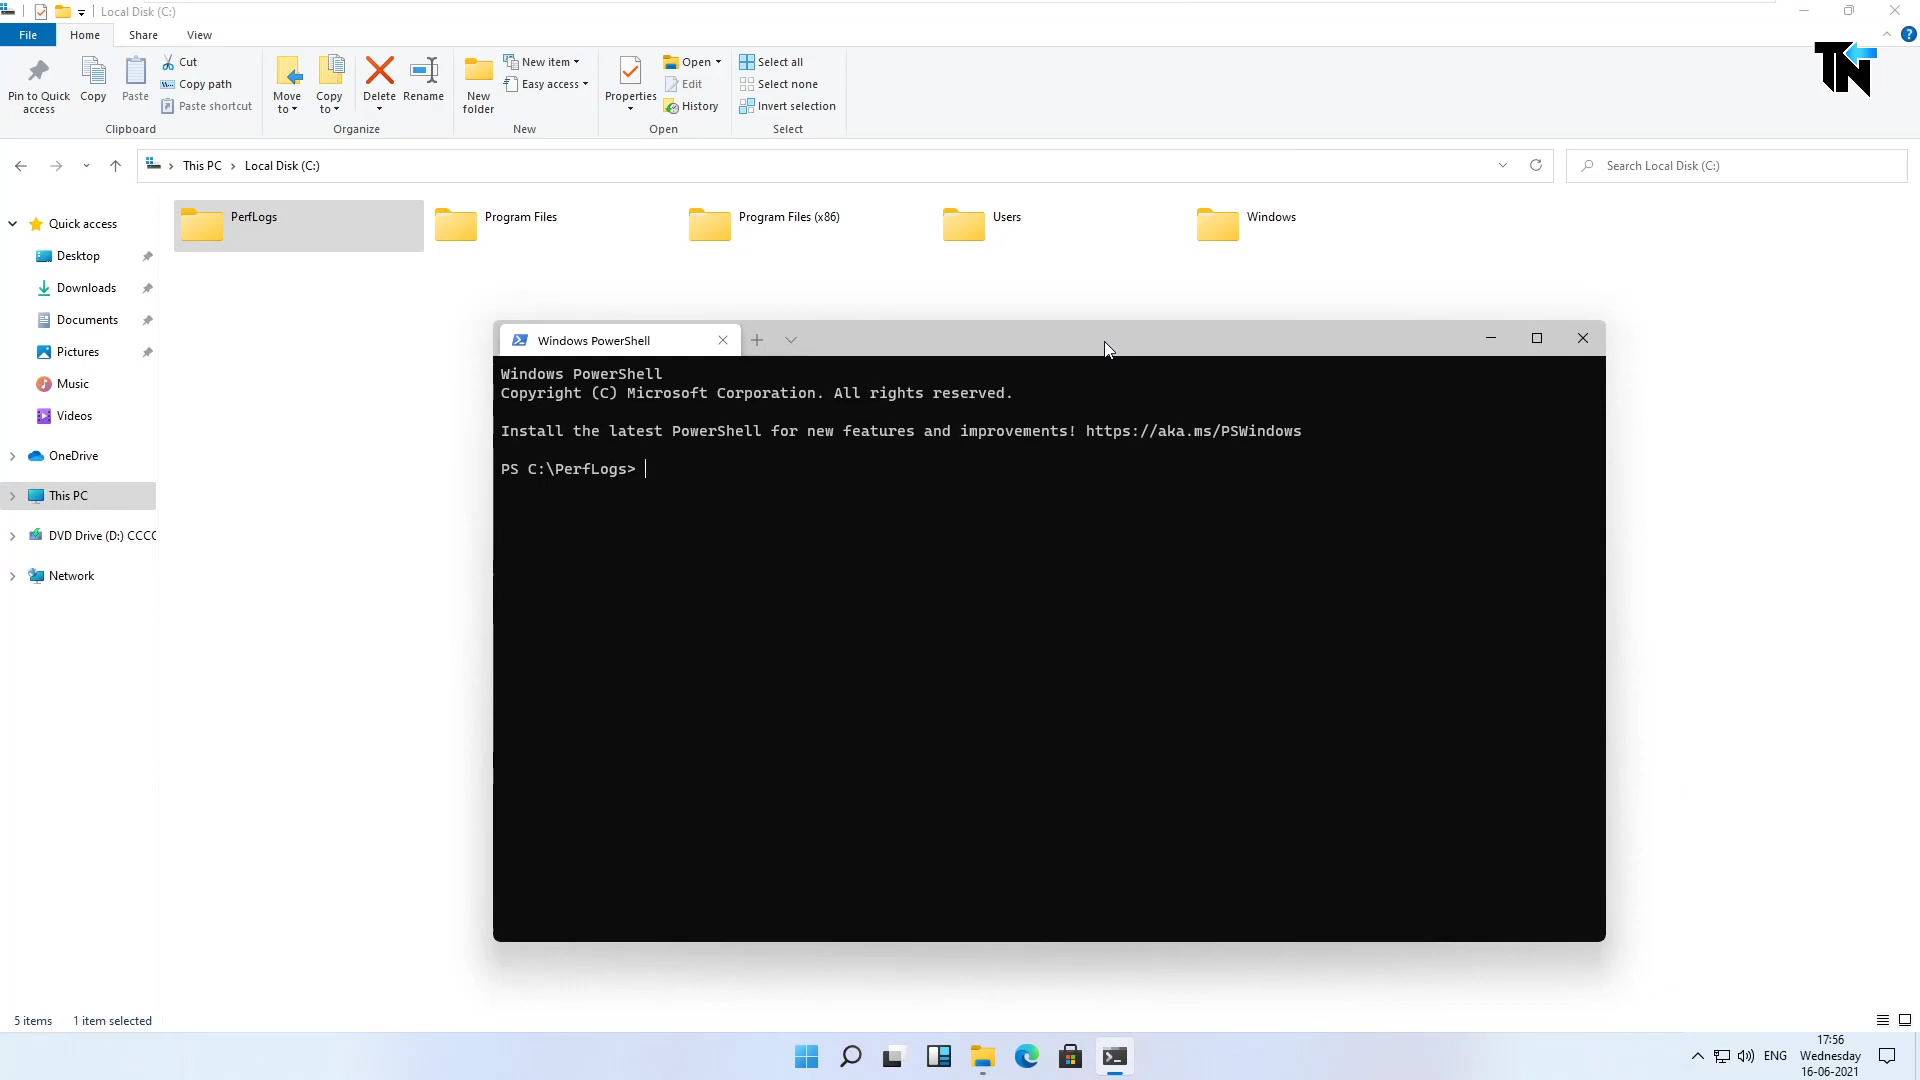 Local Disk (C:)
File Home Share View
Pin to Quick access
Copy
Paste
Cut
Copy path
Paste shortcut
Clipboard
Move to
Copy to
Delete
Rename
Organize
New folder
New item
Easy access
New
Properties
Open
Edit
History
Open
Select all
Select none
Invert selection
Select
TN
This PC > Local Disk (C:)
Search Local Disk (C:)
Quick access
Desktop
Downloads
Documents
Pictures
Music
Videos
OneDrive
This PC
DVD Drive (D:) CCCC
Network
PerfLogs
Program Files
Program Files (x86)
Users
Windows
Windows PowerShell
Windows PowerShell
Copyright (C) Microsoft Corporation. All rights reserved.
Install the latest PowerShell for new features and improvements! https://aka.ms/PSWindows
PS C:\PerfLogs>
5 items 1 item selected
ENG
17:56
Wednesday
16-06-2021